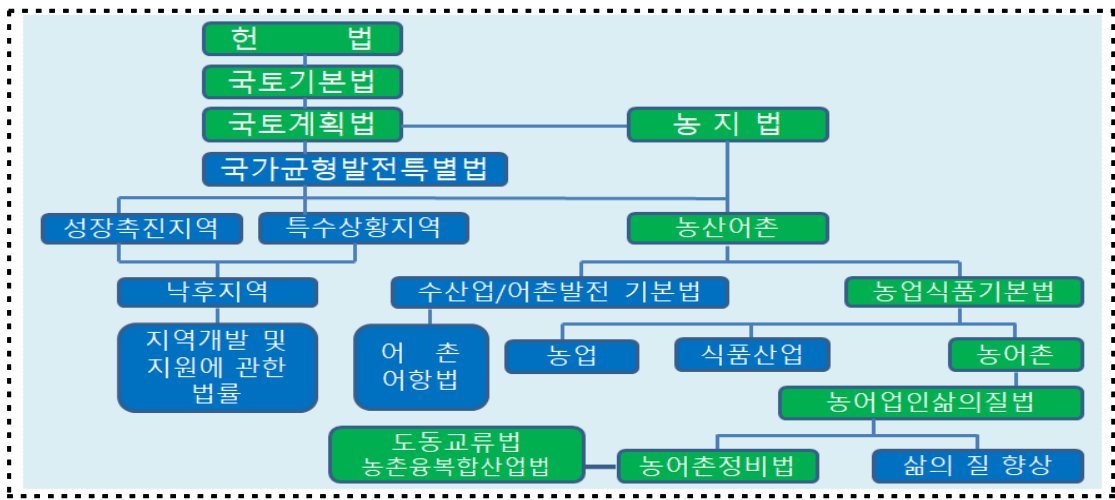 헌 법
국토기본법
국토계획법
농 지 법
국가균형발전특별법
성장촉진지역
특수상황지역
농산어촌
낙후지역
수산업/어촌발전 기본법
농업식품기본법
지역개발 및
지원에 관한
법률
어 촌
어항법
농업
식품산업
농어촌
농어업인삶의질법
도동교류법
농촌융복합산업법
농어촌정비법
삶의 질 향상